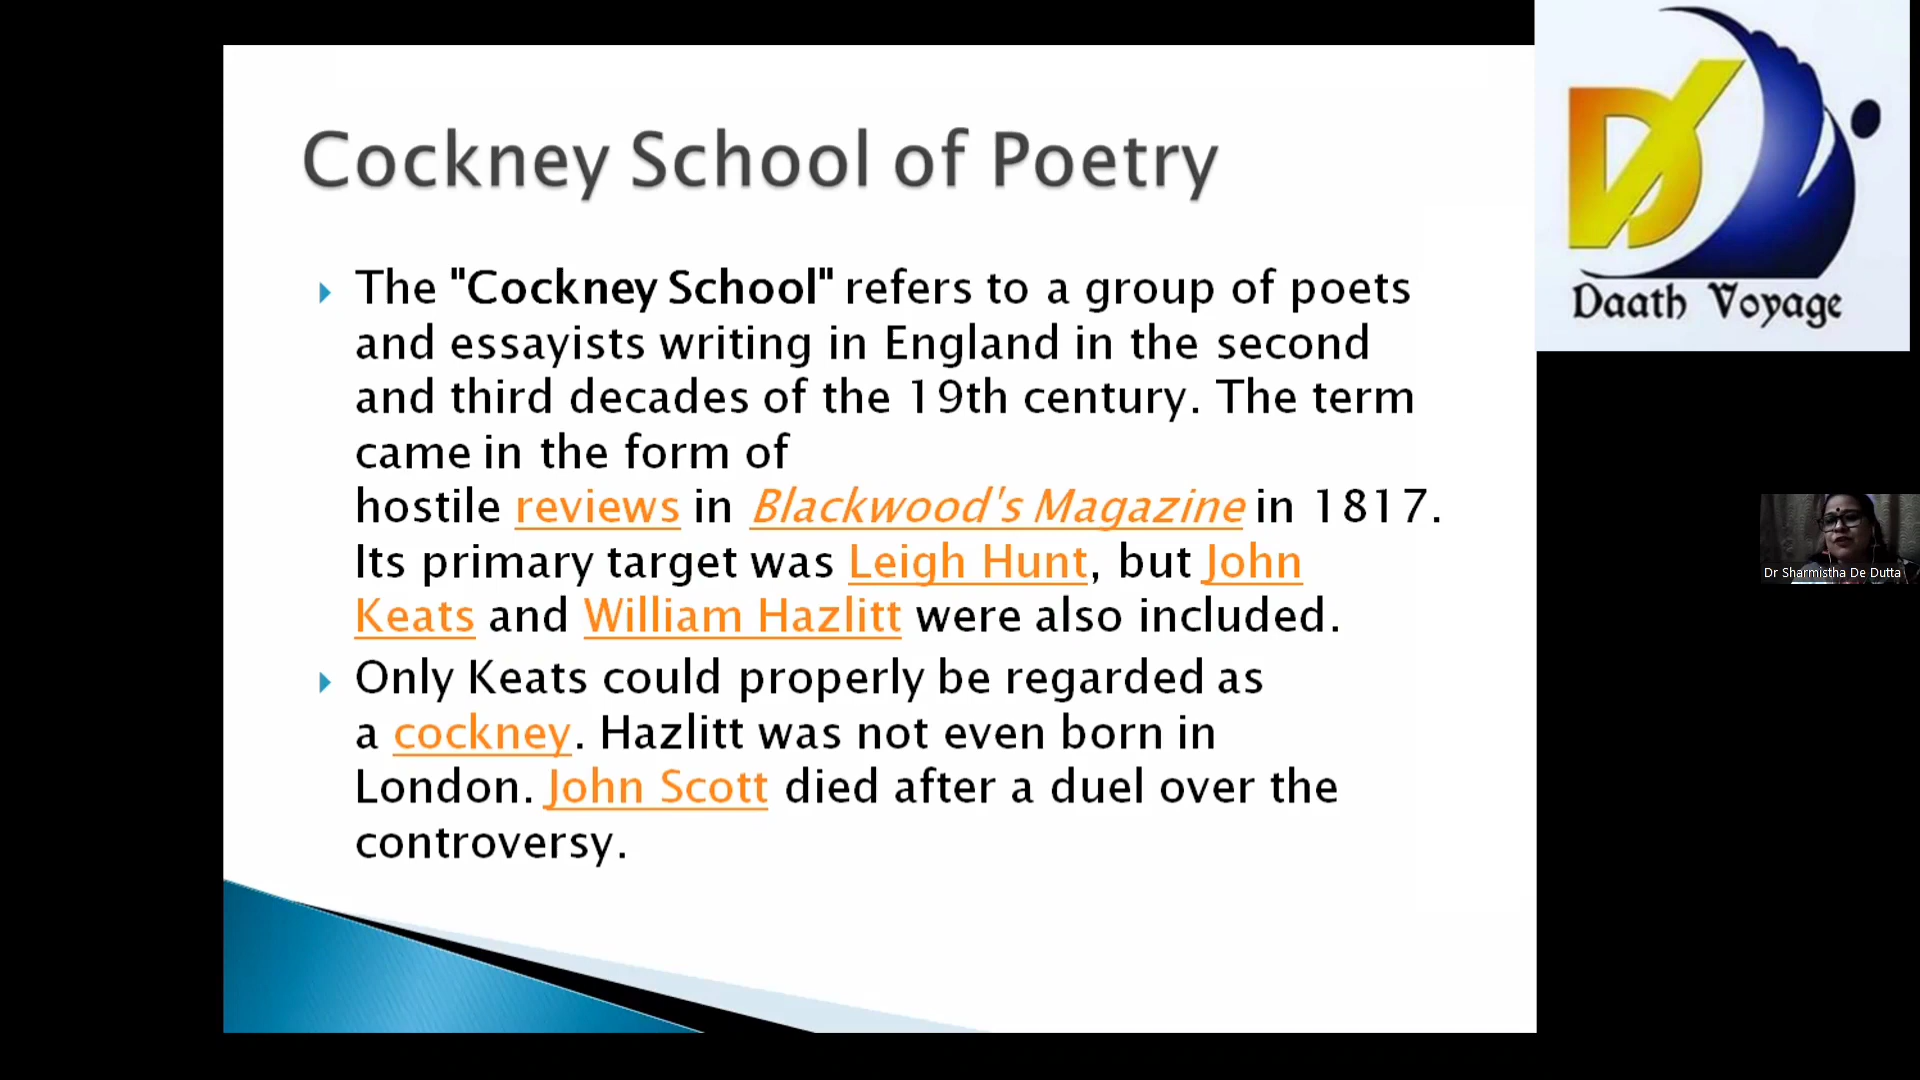 Cockney School of Poetry
The "Cockney School" refers to a group of poets
and essayists writing in England in the second
and third decades of the 19th century. The term
came in the form of
hostile reviews in Blackwood's Magazine in 1817.
Its primary target was Leigh Hunt, but John
Keats and William Hazlitt were also included.
Only Keats could properly be regarded as
a cockney. Hazlitt was not even born in
London. John Scott died after a duel over the
controversy.
DV
Daath Voyage
Dr Sharmistha De Dutta